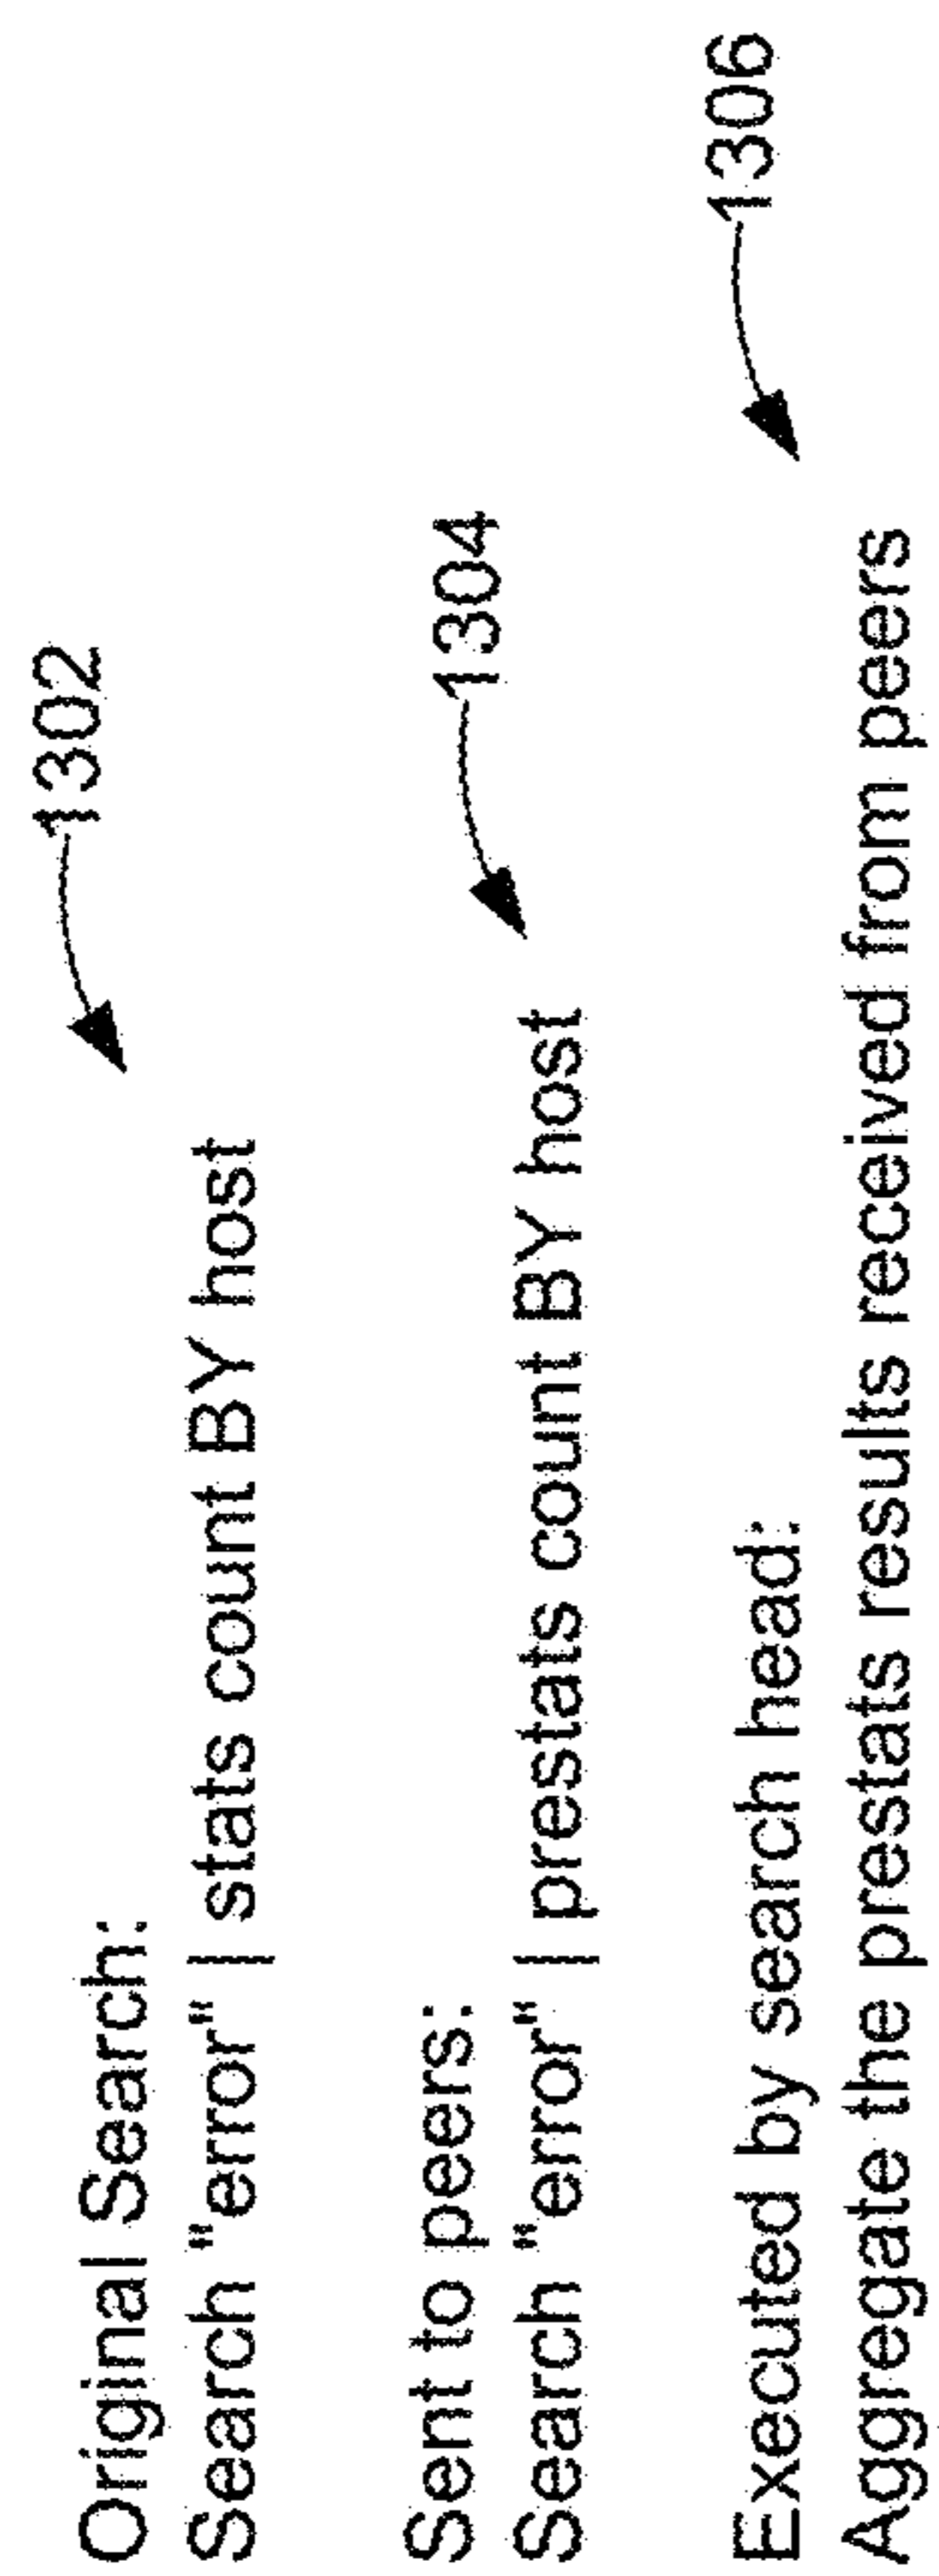 Original Search: 1302
Search "error" | stats count BY host
Sent to peers: 1304
Search "error" | prestats count BY host
Executed by search head: 1306
Aggregate the prestats results received from peers